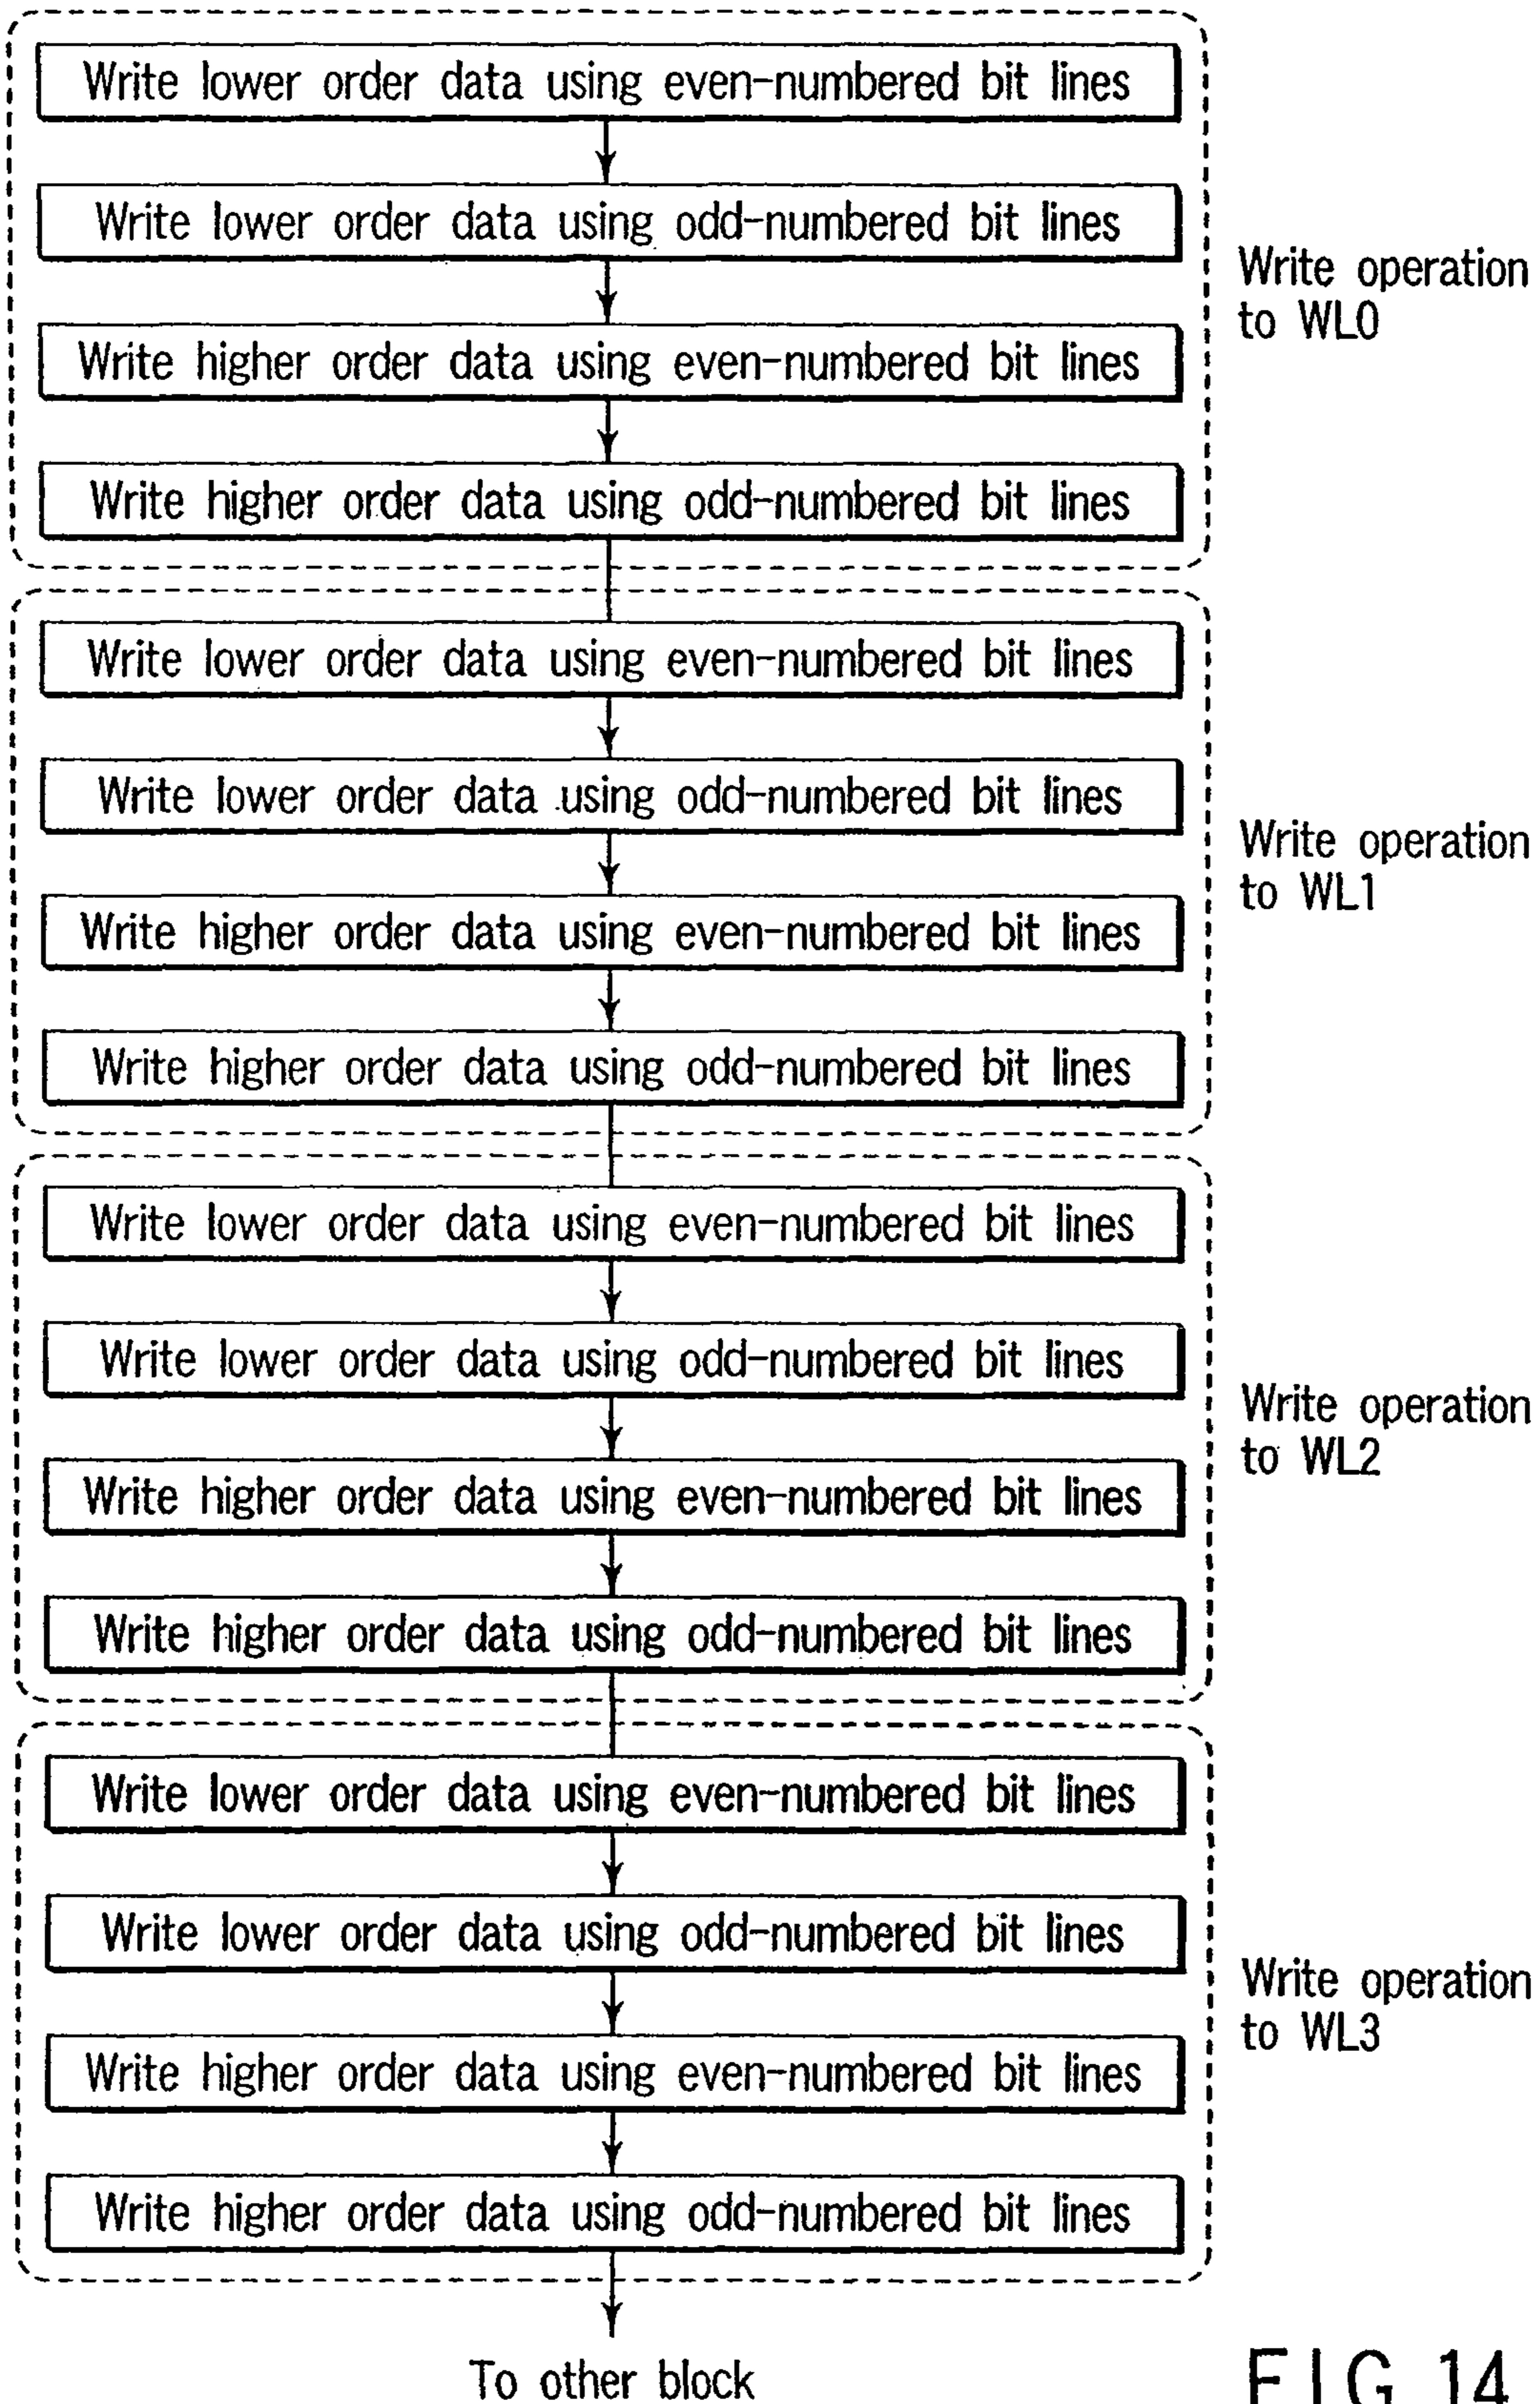 Write lower order data using even-numbered bit lines
Write lower order data using odd-numbered bit lines
Write higher order data using even-numbered bit lines
Write higher order data using odd-numbered bit lines
Write operation
to WL0
Write lower order data using even-numbered bit lines
Write lower order data using odd-numbered bit lines
Write higher order data using even-numbered bit lines
Write higher order data using odd-numbered bit lines
Write operation
to WL1
Write lower order data using even-numbered bit lines
Write lower order data using odd-numbered bit lines
Write higher order data using even-numbered bit lines
Write higher order data using odd-numbered bit lines
Write operation
to WL2
Write lower order data using even-numbered bit lines
Write lower order data using odd-numbered bit lines
Write higher order data using even-numbered bit lines
Write higher order data using odd-numbered bit lines
Write operation
to WL3
To other block
FIG. 14